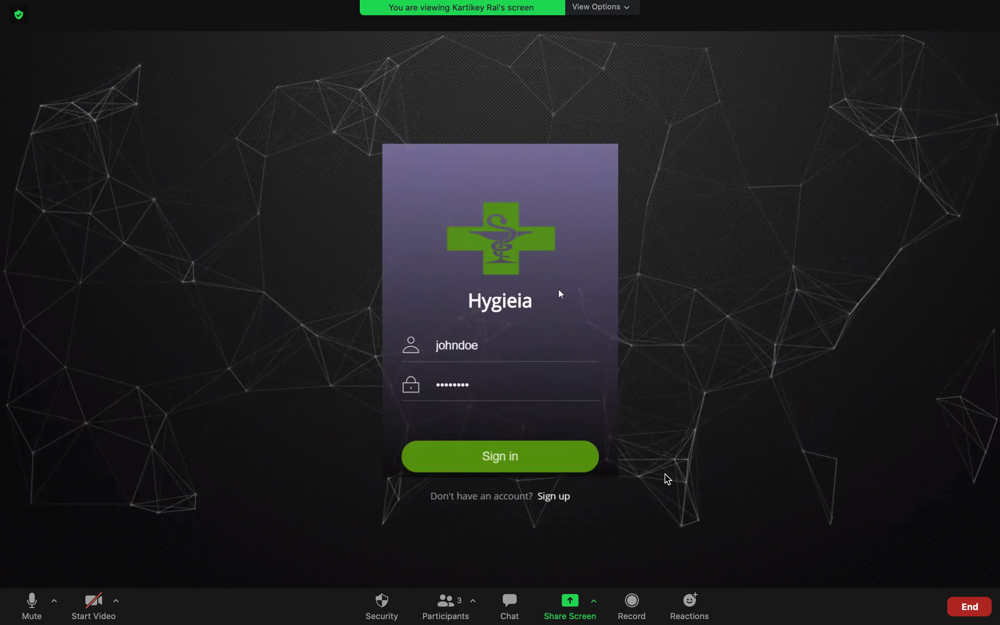 You are viewing Kartikey Rai's screen
View Options
Hygieia
johndoe
••••••••
Sign in
Don't have an account? Sign up
Mute
Start Video
Security
3
Participants
Chat
Share Screen
Record
Reactions
End